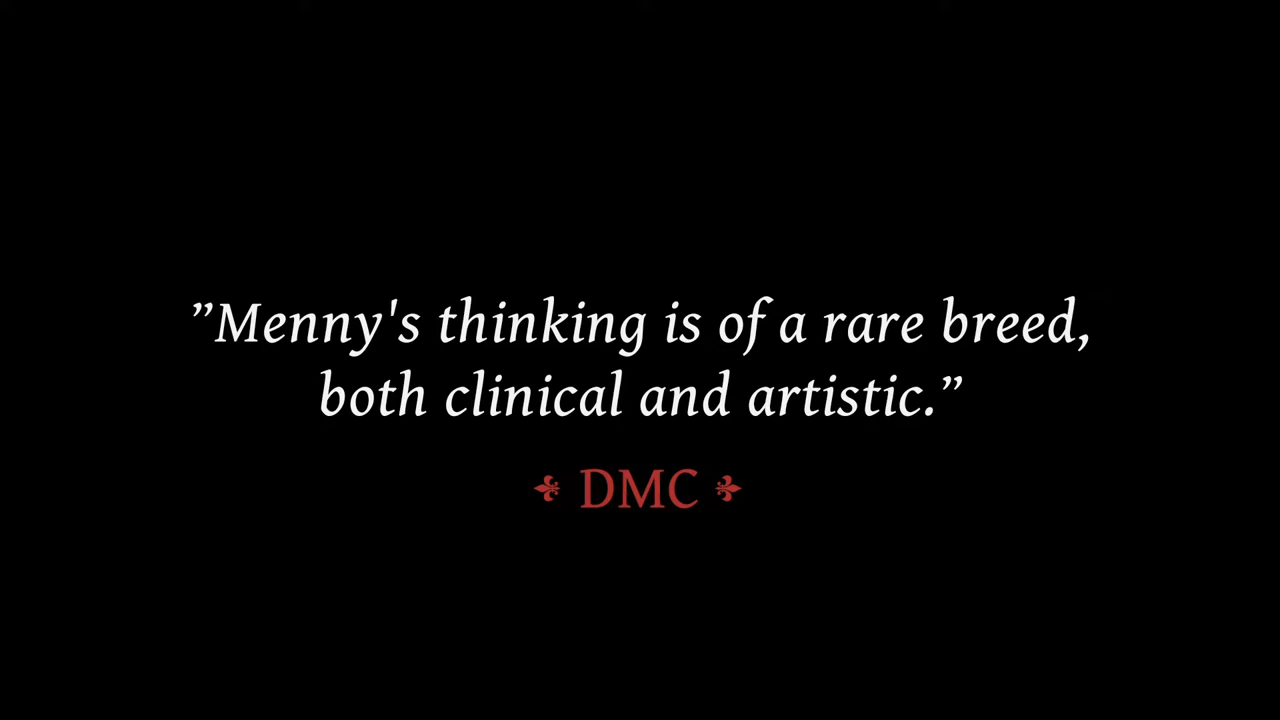 ”Menny's thinking is of a rare breed,
both clinical and artistic.”
DMC